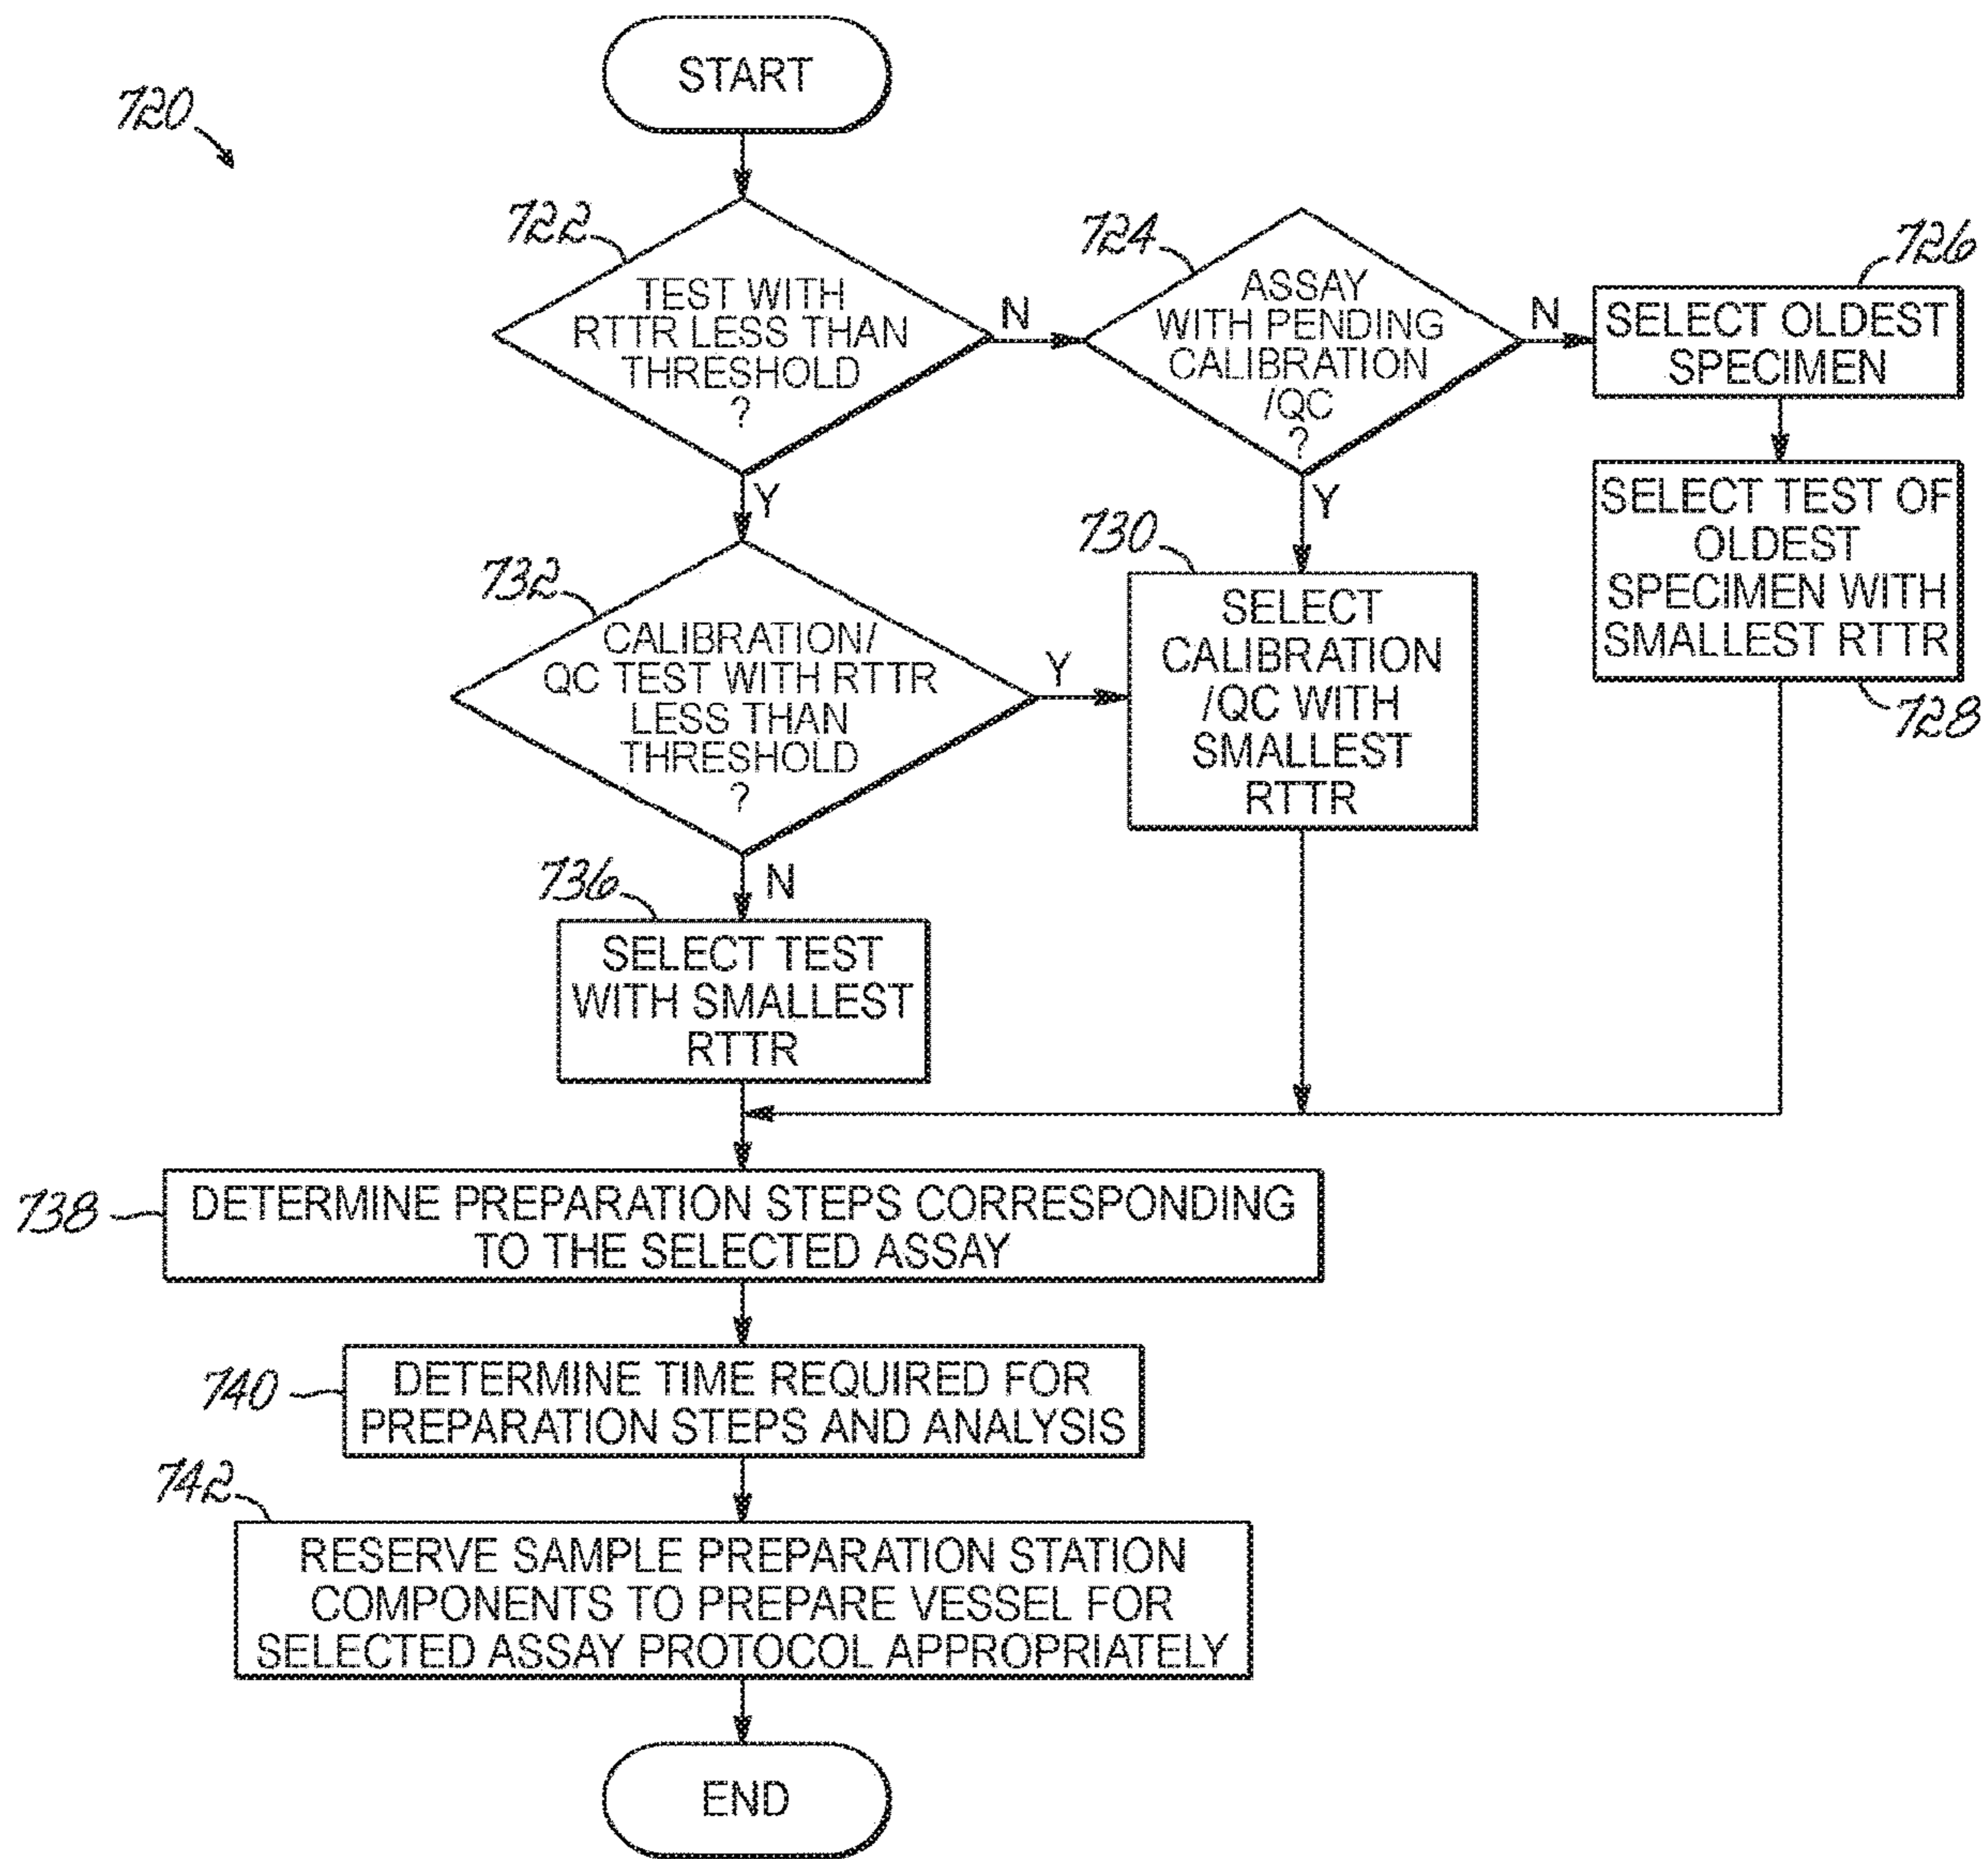 720
START
722
TEST WITH
RTTR LESS THAN
THRESHOLD
?
N
Y
724
ASSAY
WITH PENDING
CALIBRATION
/QC
?
N
Y
726
SELECT OLDEST
SPECIMEN
SELECT TEST OF
OLDEST
SPECIMEN WITH
SMALLEST RTTR
728
732
CALIBRATION/
QC TEST WITH RTTR
LESS THAN
THRESHOLD
?
Y
N
730
SELECT
CALIBRATION
/QC WITH
SMALLEST
RTTR
736
SELECT TEST
WITH SMALLEST
RTTR
738
DETERMINE PREPARATION STEPS CORRESPONDING
TO THE SELECTED ASSAY
740
DETERMINE TIME REQUIRED FOR
PREPARATION STEPS AND ANALYSIS
742
RESERVE SAMPLE PREPARATION STATION
COMPONENTS TO PREPARE VESSEL FOR
SELECTED ASSAY PROTOCOL APPROPRIATELY
END